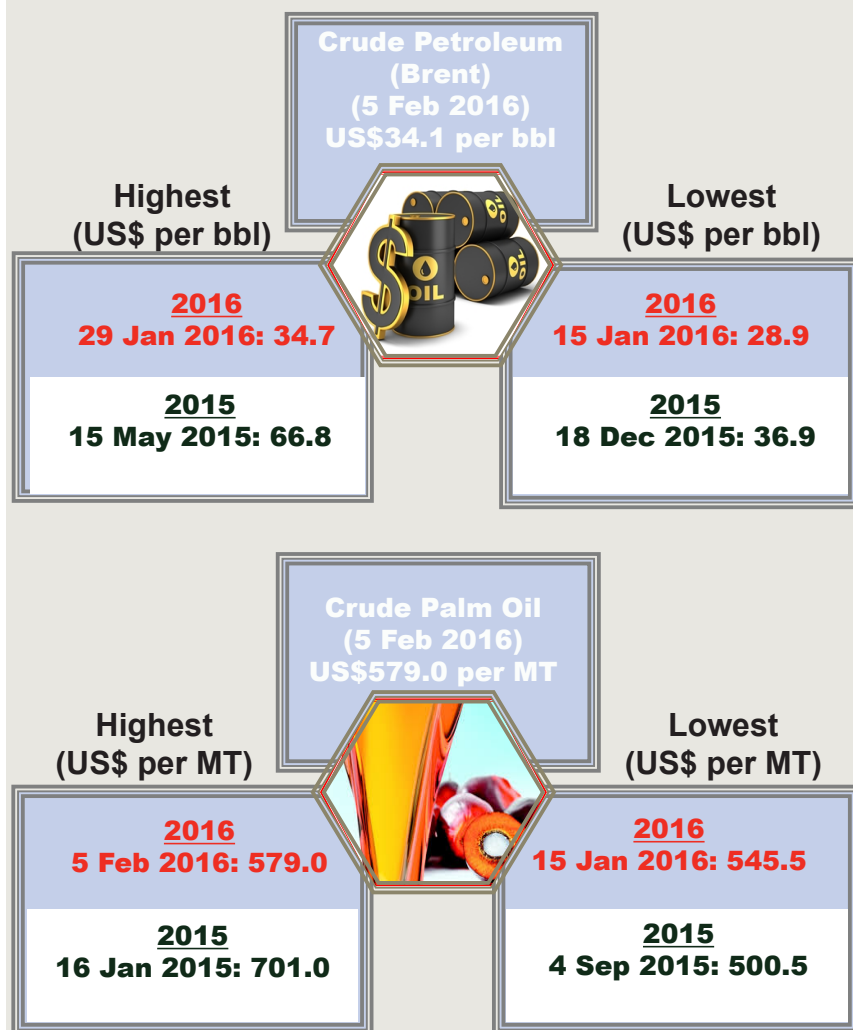 Crude Petroleum
(Brent)
(5 Feb 2016)
US$34.1 per bbl
Highest
(US$ per bbl)
Lowest
(US$ per bbl)
OIL
OIL
OIL
2016
29 Jan 2016: 34.7
2016
15 Jan 2016: 28.9
2015
15 May 2015: 66.8
2015
18 Dec 2015: 36.9
Crude Palm Oil
(5 Feb 2016)
US$579.0 per MT
Highest
(US$ per MT)
Lowest
(US$ per MT)
2016
5 Feb 2016: 579.0
2016
15 Jan 2016: 545.5
2015
16 Jan 2015: 701.0
2015
4 Sep 2015: 500.5